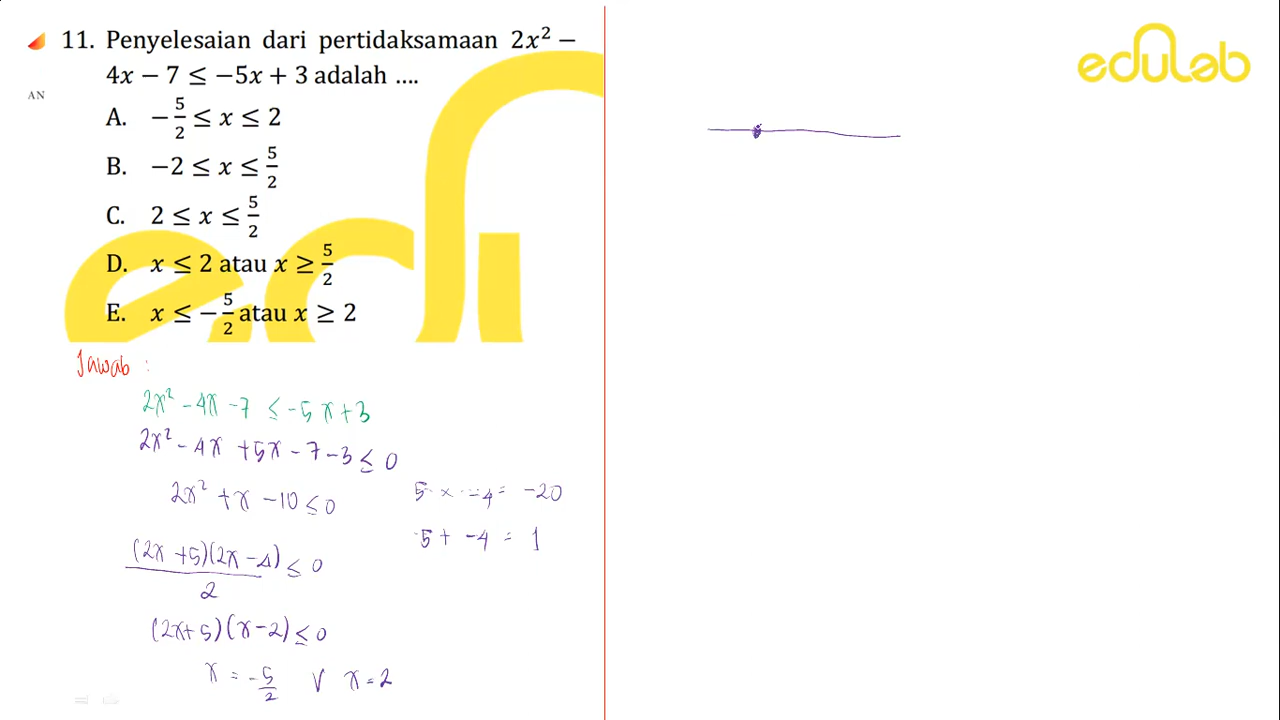 11. Penyelesaian dari pertidaksamaan 2x² −
4x − 7 ≤ −5x + 3 adalah ....
AN
A. −5/2 ≤ x ≤ 2
B. −2 ≤ x ≤ 5/2
C. 2 ≤ x ≤ 5/2
D. x ≤ 2 atau x ≥ 5/2
E. x ≤ −5/2 atau x ≥ 2
Jawab :
2x² - 4x - 7 ≤ -5x + 3
2x² - 4x + 5x - 7 - 3 ≤ 0
2x² + x - 10 ≤ 0
(2x + 5)(2x - 4)/2 ≤ 0
(2x+5)(x-2) ≤ 0
x = -5/2 V x = 2
5 x -4 = -20
5 + -4 = 1
edulab